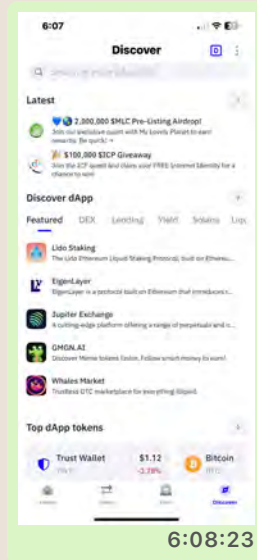 6:07
Discover
Latest
2,000,000 $MLC Pre-Listing Airdrop!
Join our exclusive quest with My Lovely Planet to earn
rewards. Be quick!
$100,000 $ICP Giveaway
Join the ICP quest and claim your FREE Internet Identity for a
chance to win!
Discover dApp
Featured DEX Lending Yield Solana
Lido Staking
The Lido Ethereum Liquid Staking Protocol, built on Ethereu...
EigenLayer
EigenLayer is a protocol built on Ethereum that introduces r...
Jupiter Exchange
A cutting-edge platform offering a range of perpetuals and s...
GMGN.AI
Discover Meme tokens faster. Follow smart money to earn!
Whales Market
Trustless OTC marketplace for everything illiquid.
Top dApp tokens
Trust Wallet $1.12 Bitcoin
TWT
BTC
Discover
6:08:23